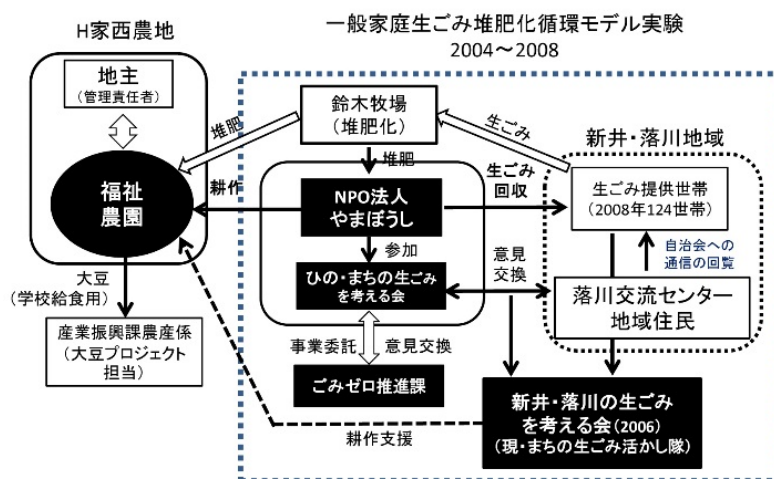 一般家庭生ごみ堆肥化循環モデル実験
2004～2008
H家西農地
地主
（管理責任者）
福祉
農園
大豆
（学校給食用）
産業振興課農産係
（大豆プロジェクト
担当）
堆肥
耕作
鈴木牧場
（堆肥化）
堆肥
生ごみ
NPO法人
やまぼうし
参加
ひの・まちの生ごみ
を考える会
事業委託
意見交換
ごみゼロ推進課
生ごみ
回収
意見
交換
新井・落川地域
生ごみ提供世帯
（2008年124世帯）
自治会への
通信の回覧
落川交流センター
地域住民
新井・落川の生ごみ
を考える会（2006）
（現・まちの生ごみ活かし隊）
耕作支援